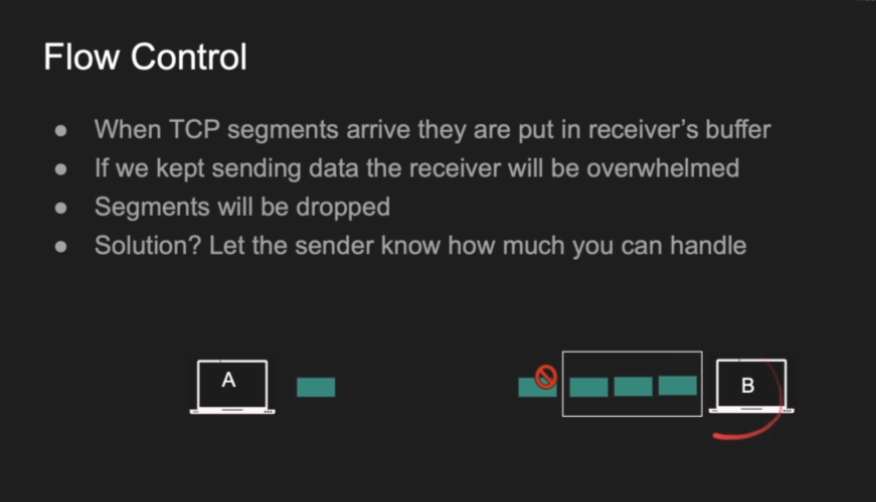 Flow Control
● When TCP segments arrive they are put in receiver's buffer
● If we kept sending data the receiver will be overwhelmed
● Segments will be dropped
● Solution? Let the sender know how much you can handle
A
B